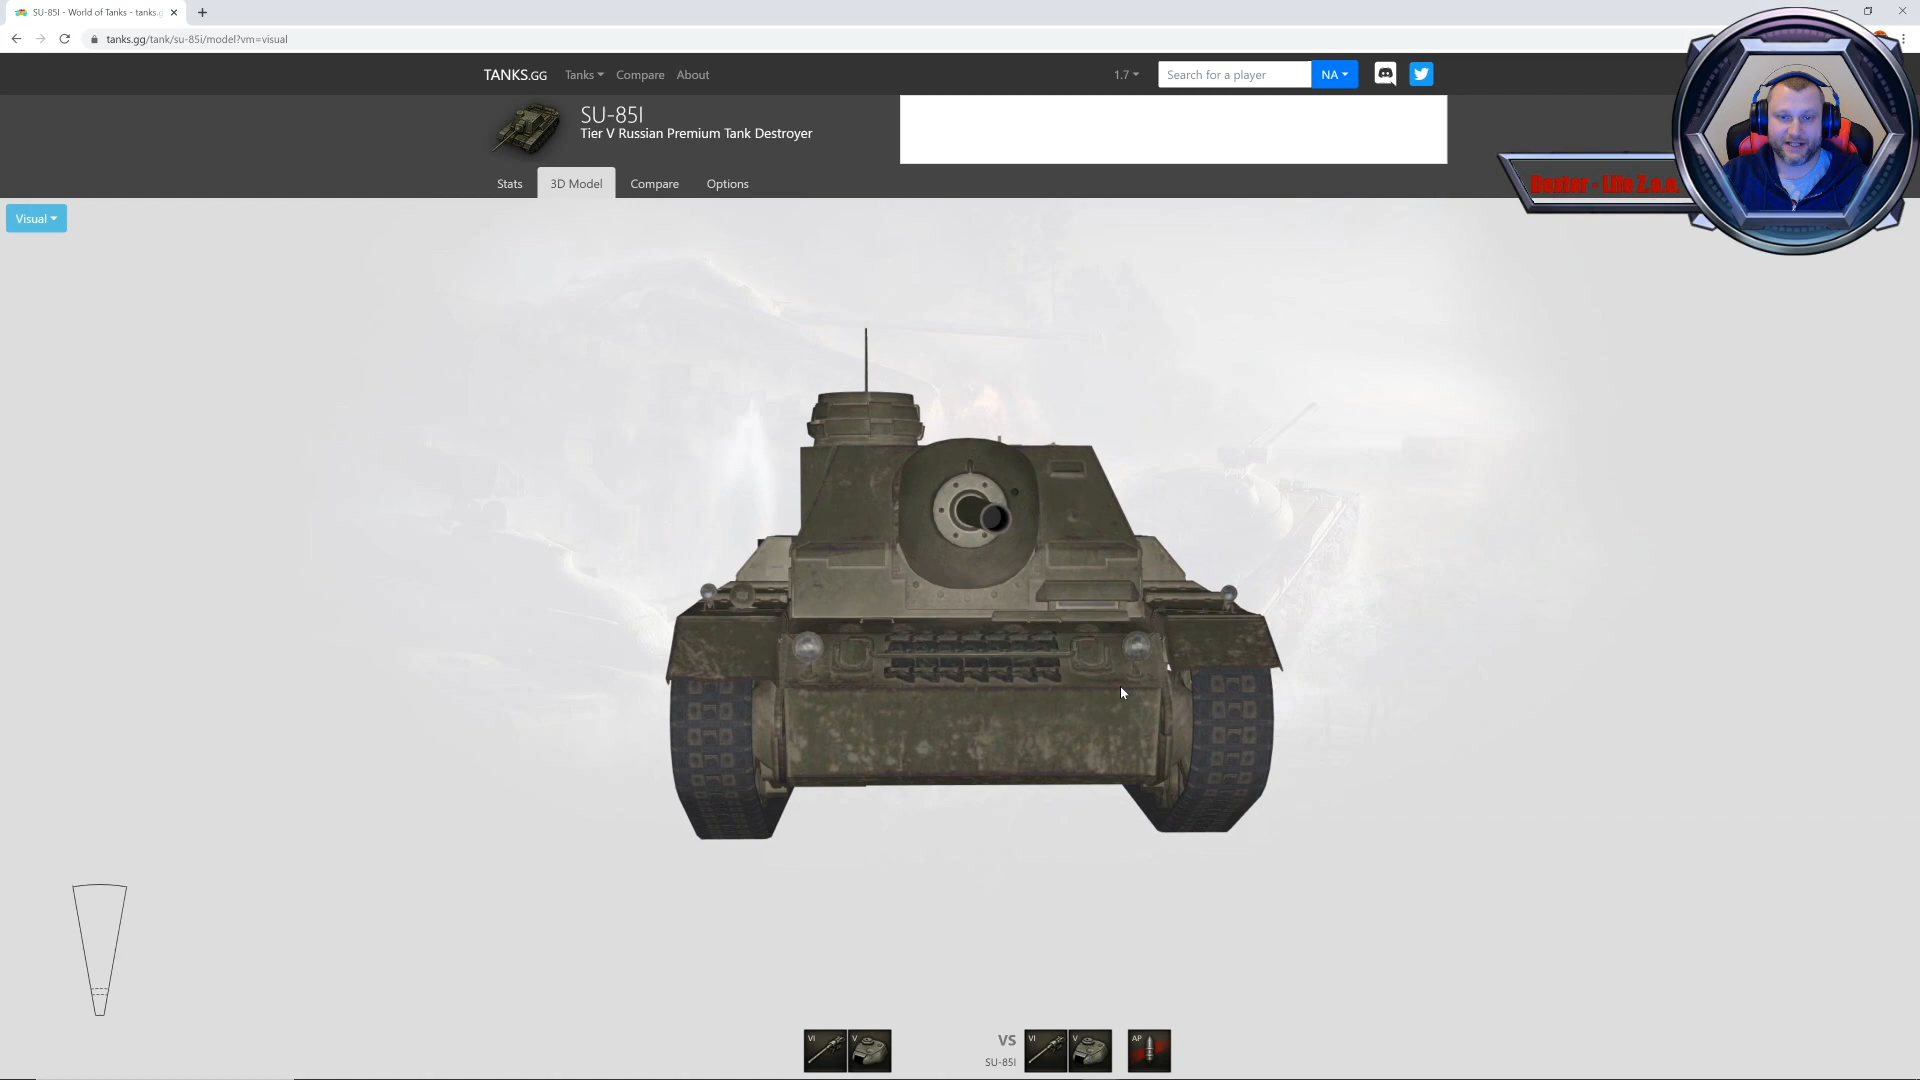 SU-85I - World of Tanks - tanks.g
tanks.gg/tank/su-85i/model?vm=visual
TANKS.GG Tanks Compare About 1.7 Search for a player NA
SU-85I
Tier V Russian Premium Tank Destroyer
Stats 3D Model Compare Options
Dexter - Life Z.o.o.
Visual
VI V VS VI V AP
SU-85I